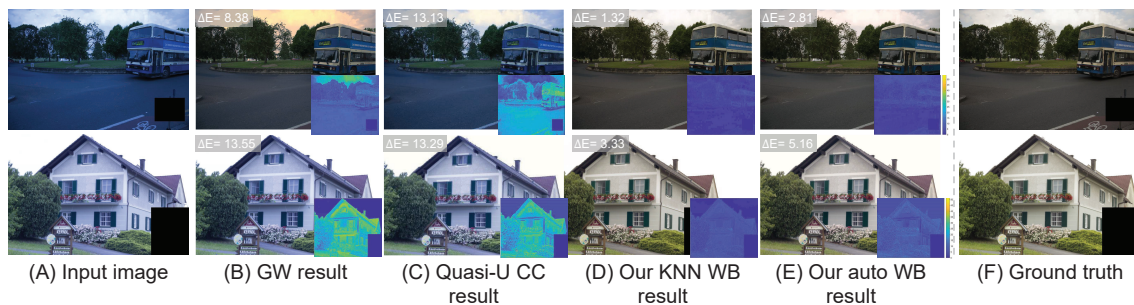 ΔE= 8.38
ΔE= 13.13
ΔE= 1.32
ΔE= 2.81
ΔE= 13.55
ΔE= 13.29
ΔE= 3.33
ΔE= 5.16
(A) Input image
(B) GW result
(C) Quasi-U CC
result
(D) Our KNN WB
result
(E) Our auto WB
result
(F) Ground truth